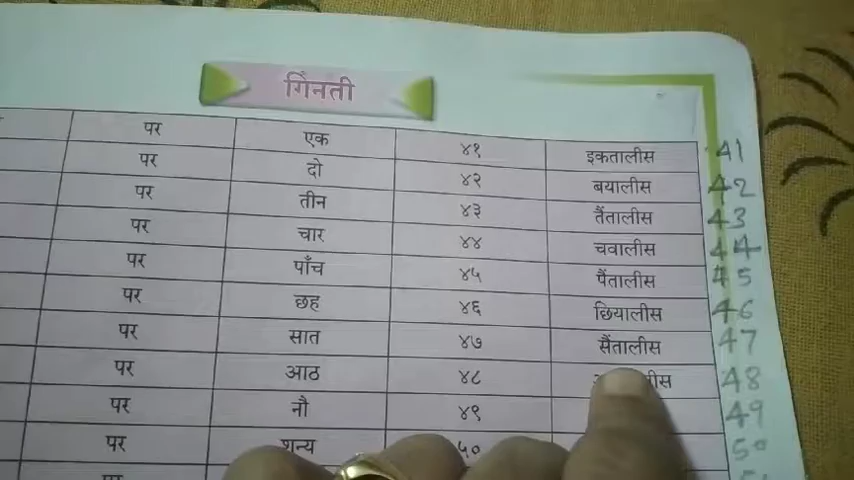 गिंनती
पर एक ४१ इकतालीस 41
पर दो ४२ बयालीस 42
पर तीन ४३ तैंतालीस 43
पर चार ४४ चवालीस 44
पर पाँच ४५ पैंतालीस 45
पर छह ४६ छियालीस 46
पर सात ४७ सैंतालीस 47
पर आठ ४८ 48
पर नौ ४९ 49
पर शून्य ५० 50